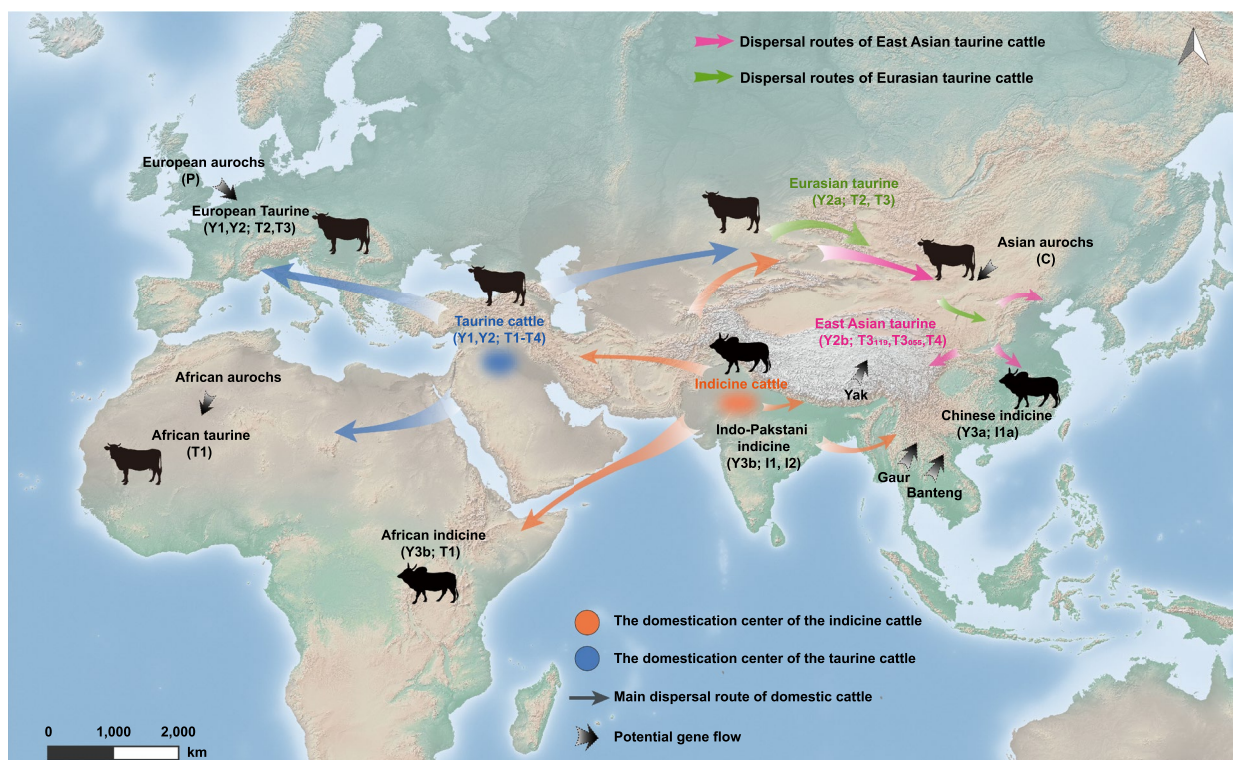 Dispersal routes of East Asian taurine cattle
Dispersal routes of Eurasian taurine cattle
European aurochs
(P)
European Taurine
(Y1,Y2; T2,T3)
Eurasian taurine
(Y2a; T2, T3)
Asian aurochs
(C)
Taurine cattle
(Y1,Y2; T1-T4)
East Asian taurine
(Y2b; T3₁₁₉,T3₀₅₅,T4)
African aurochs
Indicine cattle
Yak
African taurine
(T1)
Indo-Pakstani
indicine
(Y3b; I1, I2)
Chinese indicine
(Y3a; I1a)
Gaur
Banteng
African indicine
(Y3b; T1)
The domestication center of the indicine cattle
The domestication center of the taurine cattle
Main dispersal route of domestic cattle
Potential gene flow
0 1,000 2,000
km